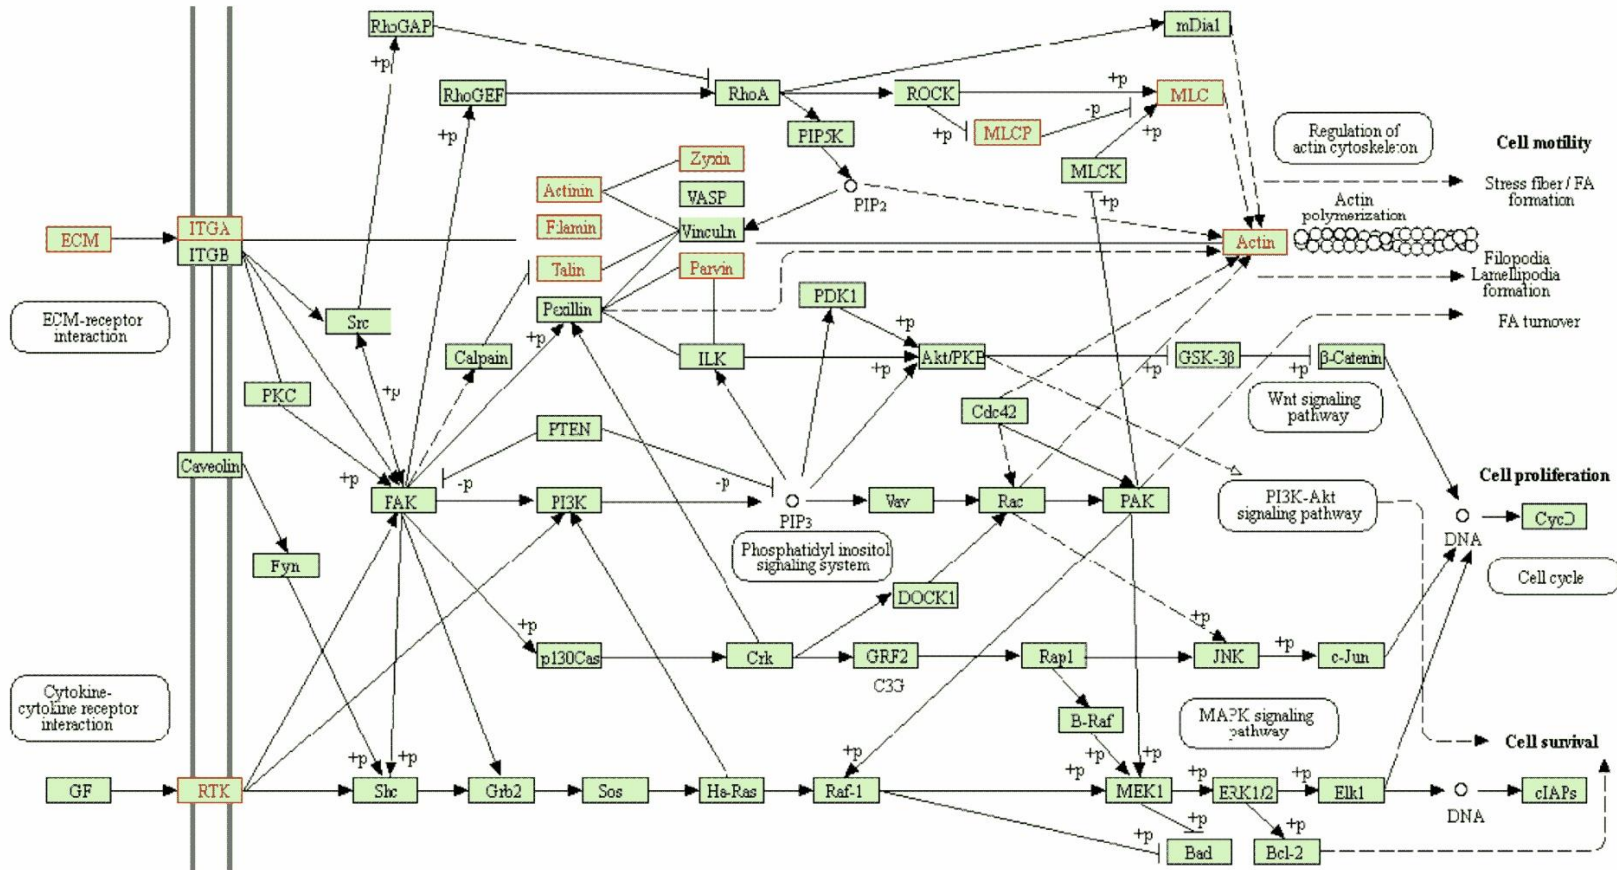 RhoGAP
mDia1
+p
RhoGEF
RhoA
ROCK
+p
MLC
-p
+p
+p
MLCP
PIP5K
+p
MLCK
Regulation of
actin cytoskeleton
Cell motility
Zyxin
Actinin
VASP
PIP2
Stress fiber / FA
formation
Actin
polymerization
ECM
ITGA
ITGB
Filamin
Vinculin
+p
Actin
Talin
Parvin
Filopodia
Lamellipodia
formation
ECM-receptor
interaction
Src
Paxillin
PDK1
FA turnover
+p
+p
Calpain
ILK
+p
Akt/PKB
+p
GSK-3β
+p
β-Catenin
PKC
+p
Cdc42
Wnt signaling
pathway
PTEN
Caveolin
+p
-p
-p
FAK
PI3K
PIP3
Vav
Rac
PAK
PI3K-Akt
signaling pathway
Cell proliferation
CycD
DNA
Phosphatidyl inositol
signaling system
Fyn
Cell cycle
DOCK1
+p
p130Cas
Crk
GRF2
C3G
Rap1
+p
JNK
+p
c-Jun
Cytokine-
cytokine receptor
interaction
B-Raf
MAPK signaling
pathway
Cell survival
+p
+p
+p
+p
+p
+p
+p
GF
RTK
Shc
Grb2
Sos
Ha-Ras
Raf-1
MEK1
ERK1/2
Elk1
DNA
cIAPs
+p
+p
+p
Bad
Bcl-2